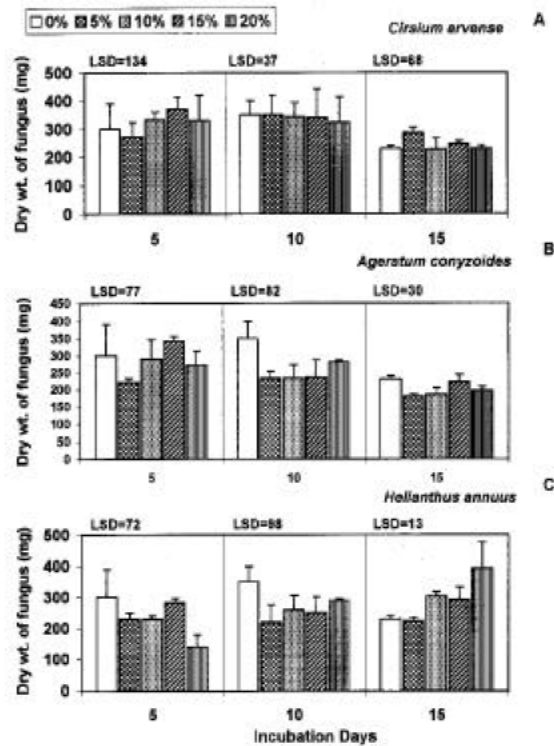 0% 5% 10% 15% 20%
A
Cirsium arvense
LSD=134 LSD=37 LSD=68
Dry wt. of fungus (mg)
500
400
300
200
100
0
5 10 15
B
Ageratum conyzoides
LSD=77 LSD=82 LSD=30
Dry wt. of fungus (mg)
450
400
350
300
250
200
150
100
50
0
5 10 15
C
Helianthus annuus
LSD=72 LSD=98 LSD=13
Dry wt. of fungus (mg)
500
400
300
200
100
0
5 10 15
Incubation Days